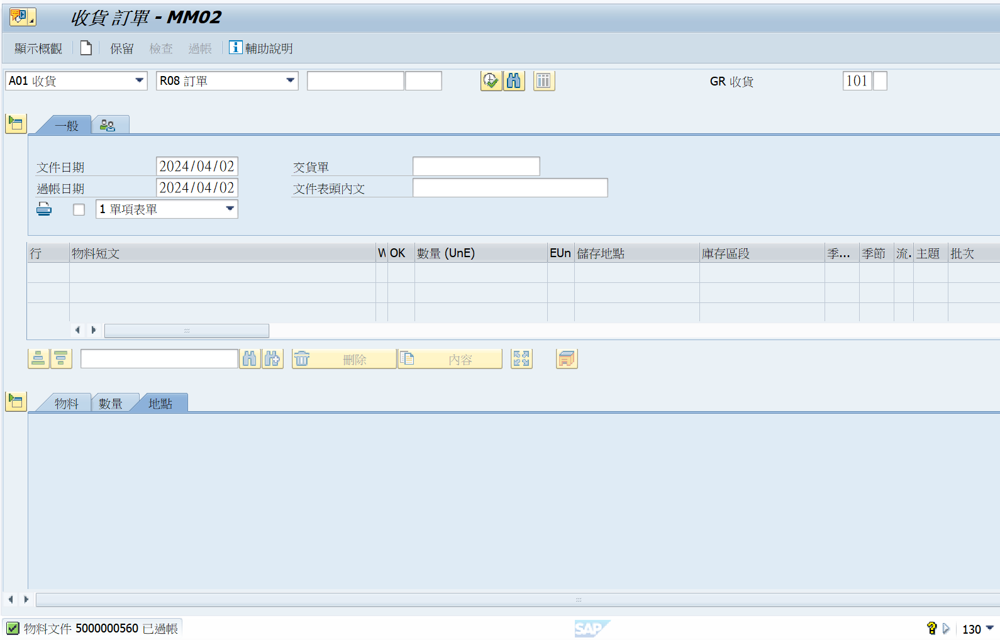 收貨 訂單 - MM02
顯示概觀 保留 檢查 過帳 輔助說明
A01 收貨 R08 訂單 GR 收貨 101
一般
文件日期 2024/04/02 交貨單
過帳日期 2024/04/02 文件表頭內文
1 單項表單
行 物料短文 W OK 數量 (UnE) EUn 儲存地點 庫存區段 季... 季節 流. 主題 批次
刪除 內容
物料 數量 地點
物料文件 5000000560 已過帳 SAP 130